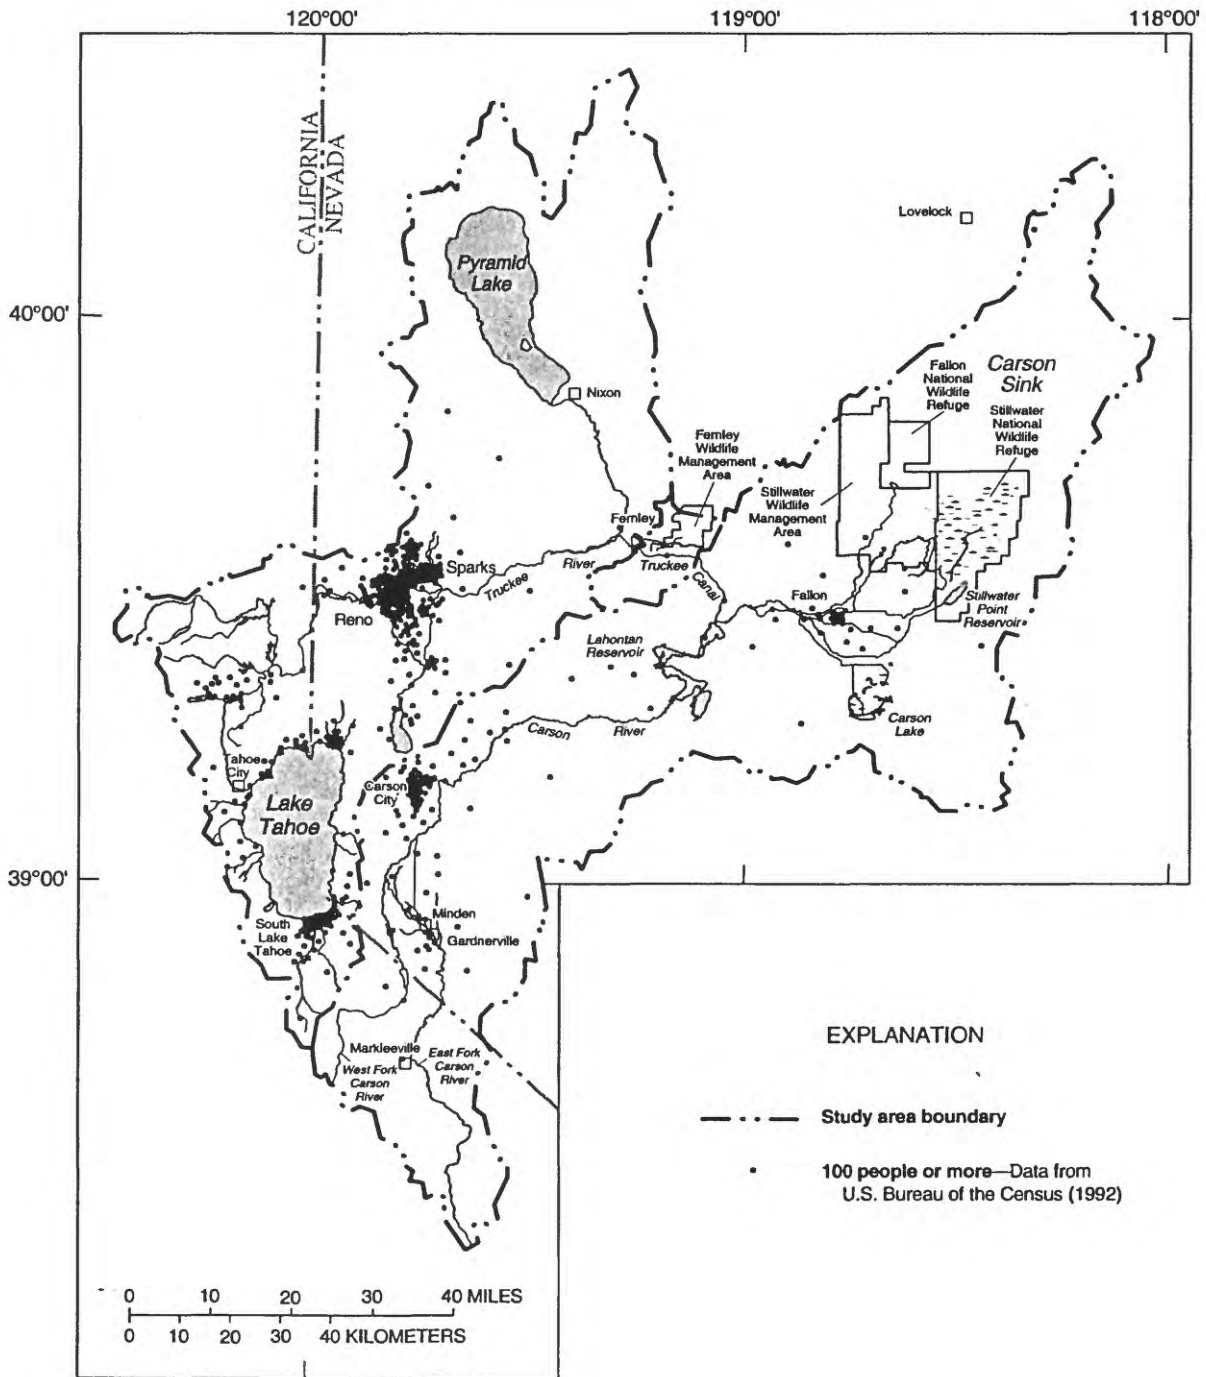 120°00'
119°00'
118°00'
CALIFORNIA
NEVADA
Lovelock
Pyramid
Lake
40°00'
Nixon
Fallon
National
Wildlife
Refuge
Carson
Sink
Stillwater
National
Wildlife
Refuge
Fernley
Wildlife
Management
Area
Stillwater
Wildlife
Management
Area
Fernley
Sparks
Truckee
River
Truckee
Canal
Reno
Fallon
Stillwater
Point
Reservoir
Lahontan
Reservoir
Carson
River
Carson
Lake
Tahoe
City
Carson
City
Lake
Tahoe
39°00'
Minden
Gardnerville
South
Lake
Tahoe
Markleeville
West Fork
Carson
River
East Fork
Carson
River
EXPLANATION
Study area boundary
100 people or more—Data from
U.S. Bureau of the Census (1992)
0 10 20 30 40 MILES
0 10 20 30 40 KILOMETERS